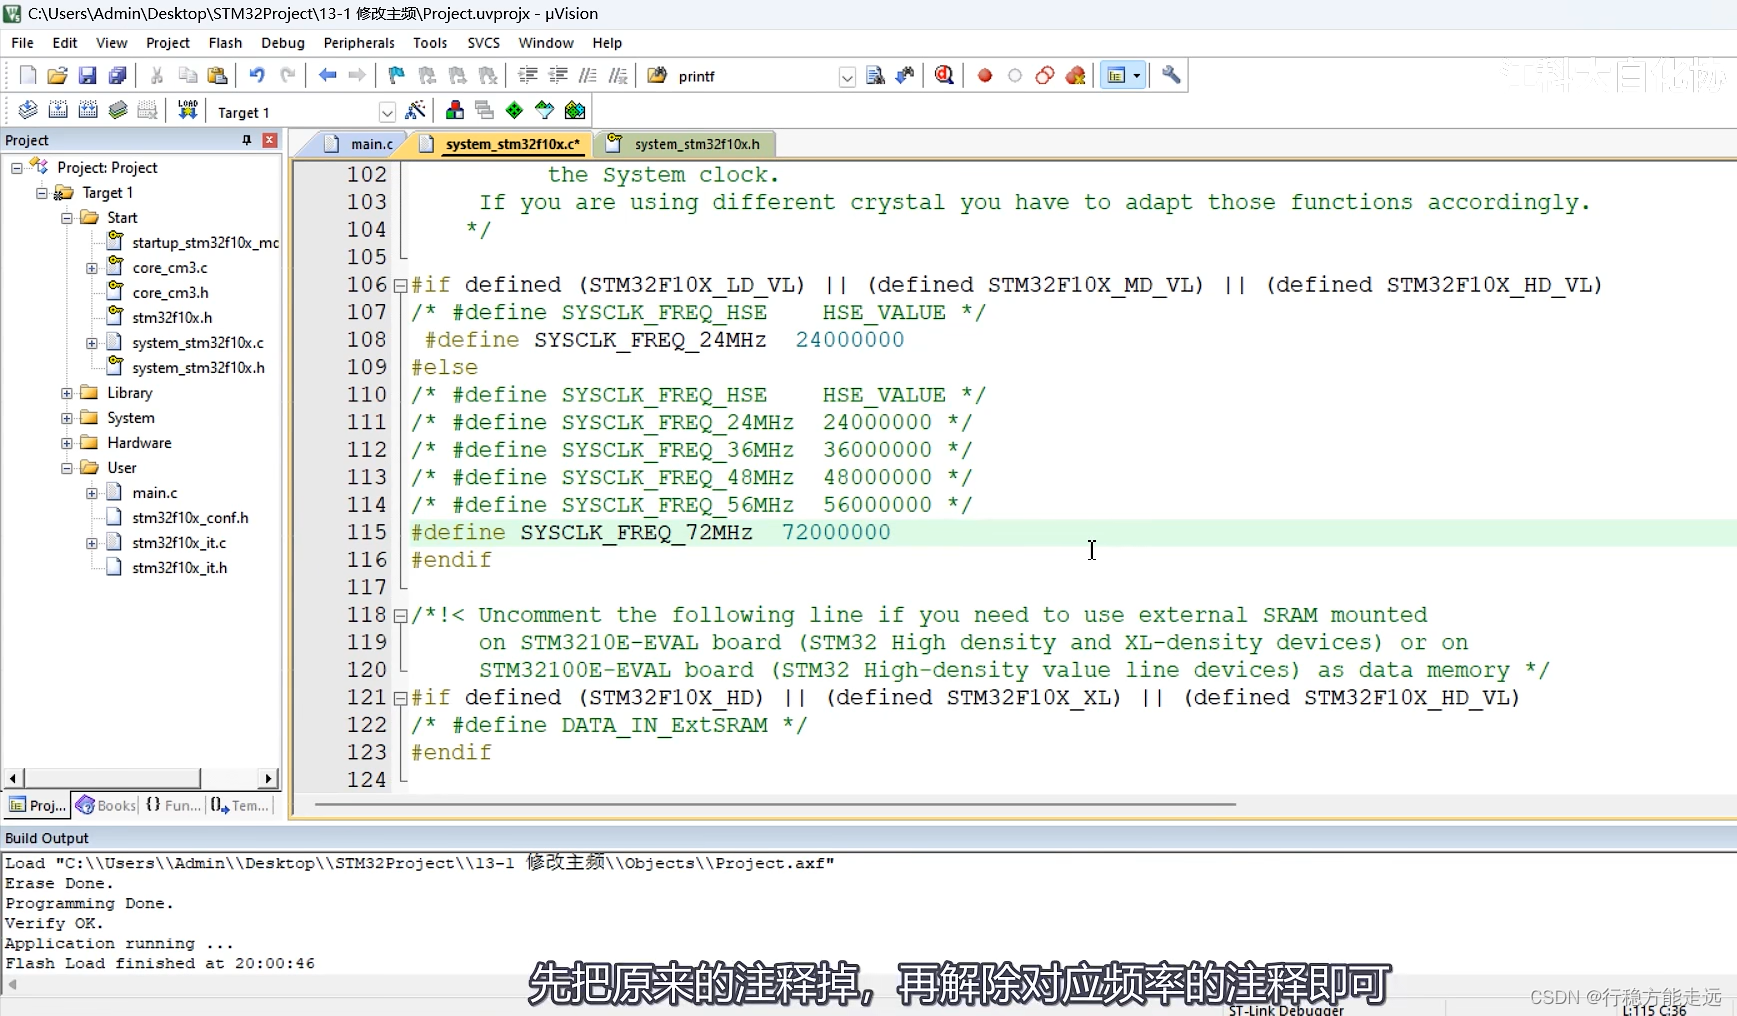 C:\Users\Admin\Desktop\STM32Project\13-1 修改主频\Project.uvprojx - µVision
File Edit View Project Flash Debug Peripherals Tools SVCS Window Help
printf
江科大自化协
LOAD Target 1
Project
main.c system_stm32f10x.c* system_stm32f10x.h
Project: Project
Target 1
Start
startup_stm32f10x_md
core_cm3.c
core_cm3.h
stm32f10x.h
system_stm32f10x.c
system_stm32f10x.h
Library
System
Hardware
User
main.c
stm32f10x_conf.h
stm32f10x_it.c
stm32f10x_it.h
Proj... Books {} Fun... Tem...
102 the System clock.
103 If you are using different crystal you have to adapt those functions accordingly.
104 */
105
106 #if defined (STM32F10X_LD_VL) || (defined STM32F10X_MD_VL) || (defined STM32F10X_HD_VL)
107 /* #define SYSCLK_FREQ_HSE    HSE_VALUE */
108 #define SYSCLK_FREQ_24MHz  24000000
109 #else
110 /* #define SYSCLK_FREQ_HSE    HSE_VALUE */
111 /* #define SYSCLK_FREQ_24MHz  24000000 */
112 /* #define SYSCLK_FREQ_36MHz  36000000 */
113 /* #define SYSCLK_FREQ_48MHz  48000000 */
114 /* #define SYSCLK_FREQ_56MHz  56000000 */
115 #define SYSCLK_FREQ_72MHz  72000000
116 #endif
117
118 /*!< Uncomment the following line if you need to use external SRAM mounted
119 on STM3210E-EVAL board (STM32 High density and XL-density devices) or on
120 STM32100E-EVAL board (STM32 High-density value line devices) as data memory */
121 #if defined (STM32F10X_HD) || (defined STM32F10X_XL) || (defined STM32F10X_HD_VL)
122 /* #define DATA_IN_ExtSRAM */
123 #endif
124
Build Output
Load "C:\\Users\\Admin\\Desktop\\STM32Project\\13-1 修改主频\\Objects\\Project.axf"
Erase Done.
Programming Done.
Verify OK.
Application running ...
Flash Load finished at 20:00:46
先把原来的注释掉，再解除对应频率的注释即可
CSDN @行稳方能走远
ST-Link Debugger L:115 C:36